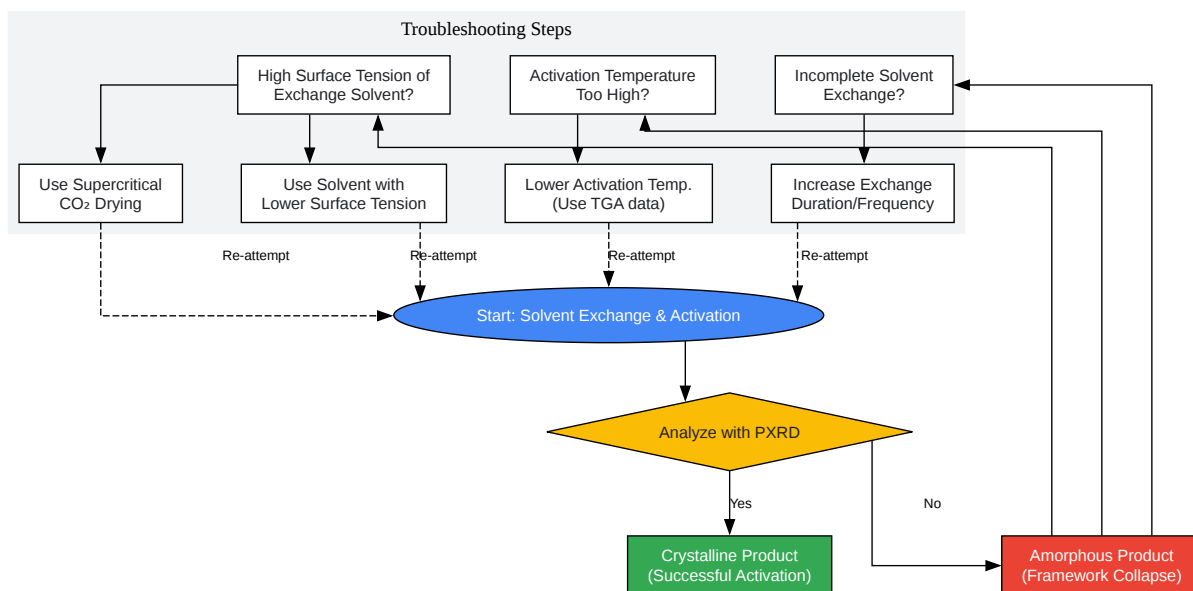 Troubleshooting Steps
High Surface Tension of
Exchange Solvent?
Activation Temperature
Too High?
Incomplete Solvent
Exchange?
Use Supercritical
CO₂ Drying
Use Solvent with
Lower Surface Tension
Lower Activation Temp.
(Use TGA data)
Increase Exchange
Duration/Frequency
Re-attempt
Re-attempt
Re-attempt
Re-attempt
Start: Solvent Exchange & Activation
Analyze with PXRD
Yes
No
Crystalline Product
(Successful Activation)
Amorphous Product
(Framework Collapse)